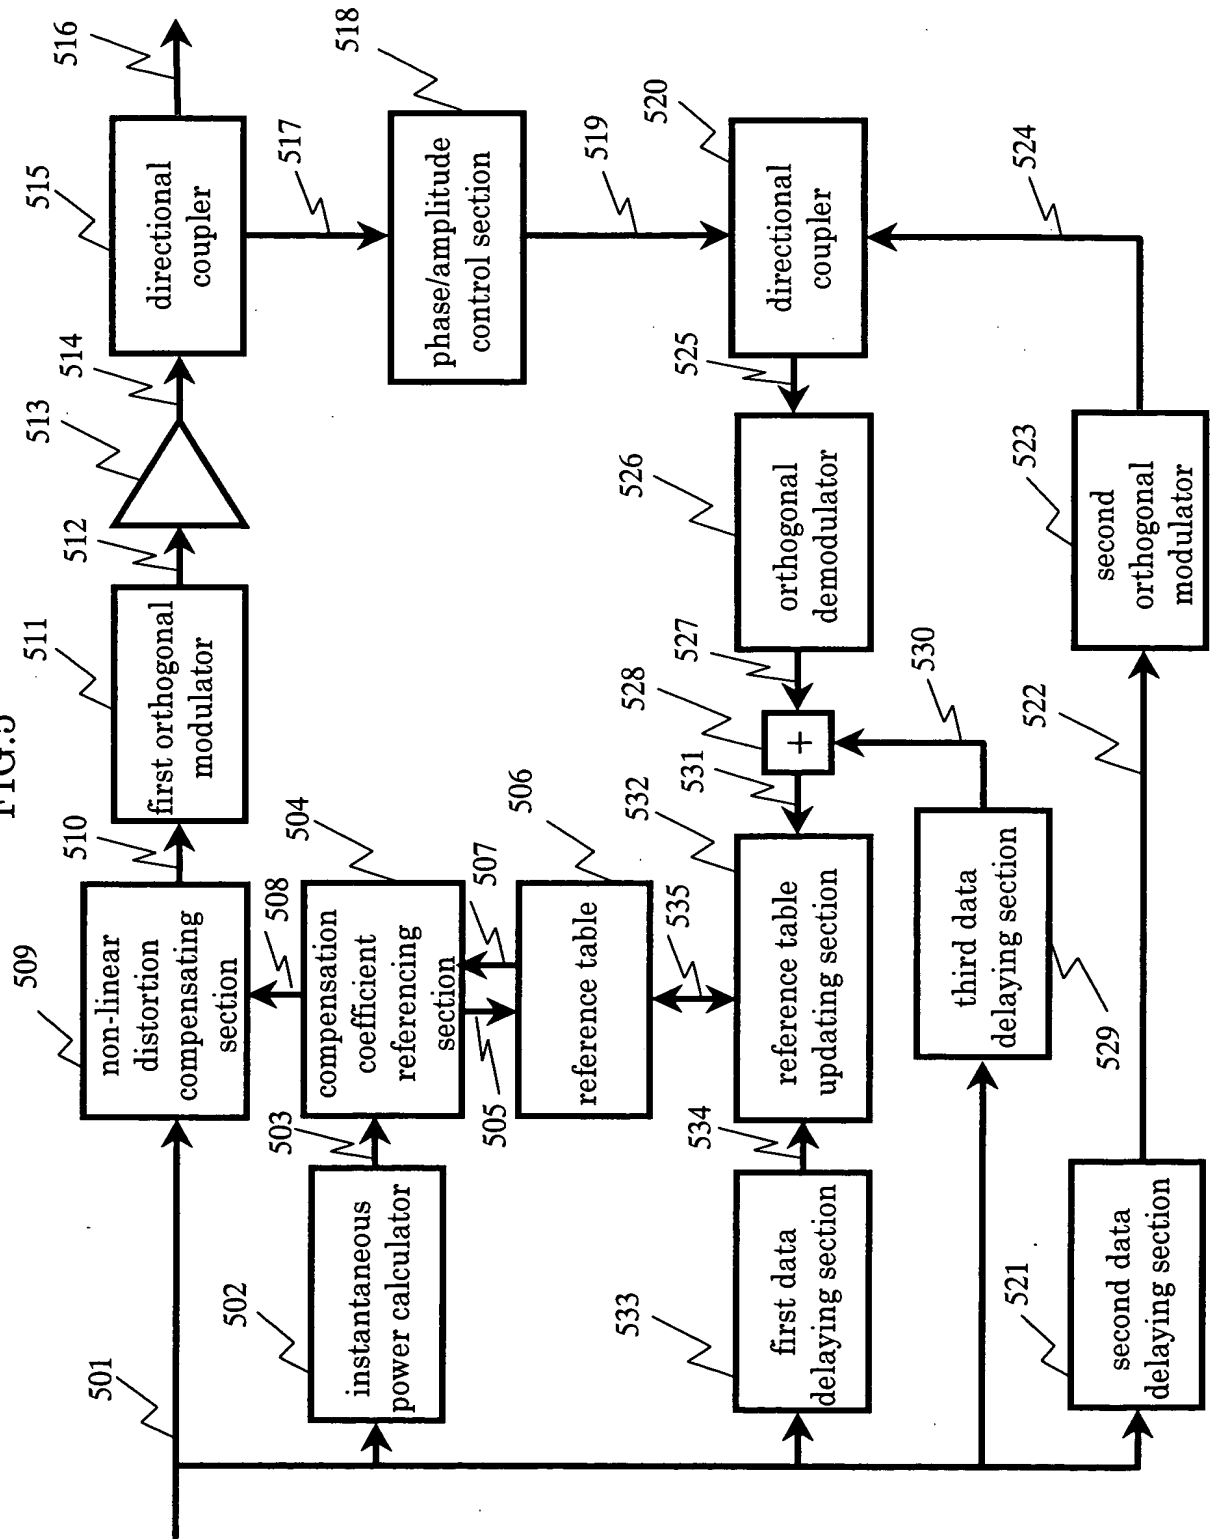 FIG.5
501
502
instantaneous
power calculator
503
504
compensation
coefficient
referencing
section
505
506
reference table
507
508
509
non-linear
distortion
compensating
section
510
511
first orthogonal
modulator
512
513
514
515
directional
coupler
516
517
518
phase/amplitude
control section
519
520
directional
coupler
521
second data
delaying section
522
523
second
orthogonal
modulator
524
525
526
orthogonal
demodulator
527
528
+
529
third data
delaying section
530
531
532
reference table
updating section
533
first data
delaying section
534
535